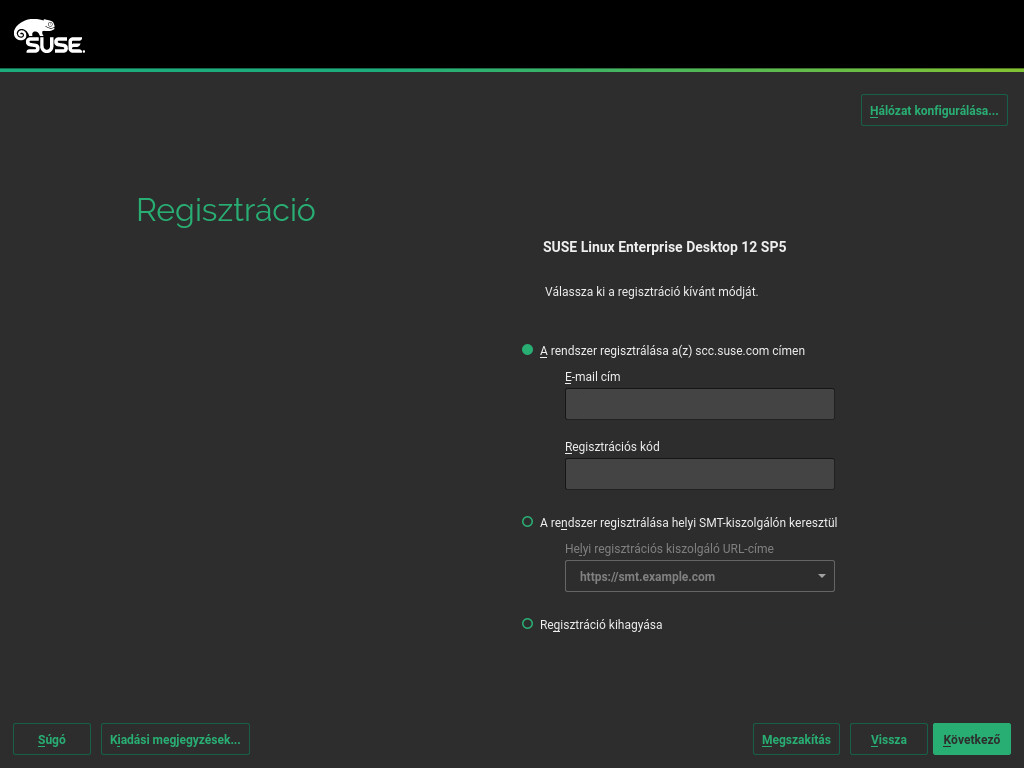 SUSE.
Hálózat konfigurálása...
Regisztráció
SUSE Linux Enterprise Desktop 12 SP5
Válassza ki a regisztráció kívánt módját.
A rendszer regisztrálása a(z) scc.suse.com címen
E-mail cím
Regisztrációs kód
A rendszer regisztrálása helyi SMT-kiszolgálón keresztül
Helyi regisztrációs kiszolgáló URL-címe
https://smt.example.com
Regisztráció kihagyása
Súgó
Kiadási megjegyzések...
Megszakítás
Vissza
Következő